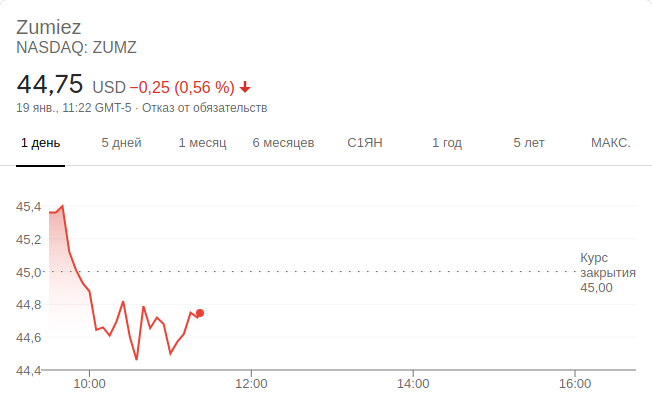 Zumiez
NASDAQ: ZUMZ
44,75 USD −0,25 (0,56 %)
19 янв., 11:22 GMT-5 · Отказ от обязательств
1 день 5 дней 1 месяц 6 месяцев С1ЯН 1 год 5 лет МАКС.
45,4
45,2
45,0
44,8
44,6
44,4
Курс
закрытия
45,00
10:00 12:00 14:00 16:00